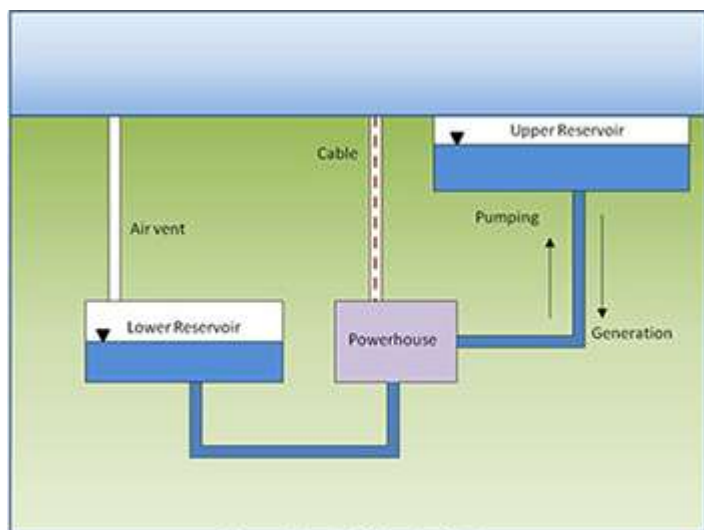 Upper Reservoir
Cable
Pumping
Air vent
Lower Reservoir
Powerhouse
Generation